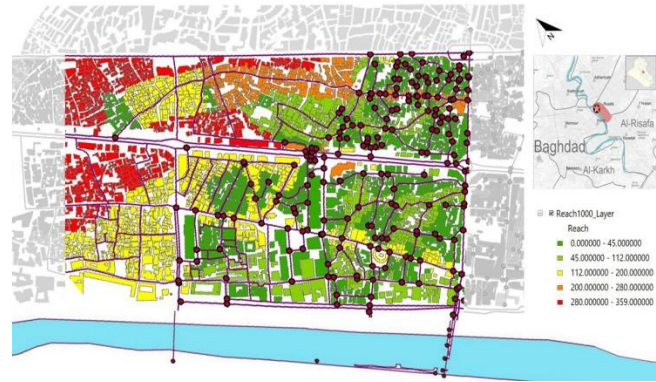 N
Al-Risafa
Baghdad
Al-Karkh
Reach1000_Layer
Reach
0.000000 - 45.000000
45.000000 - 112.000000
112.000000 - 200.000000
200.000000 - 280.000000
280.000000 - 359.000000